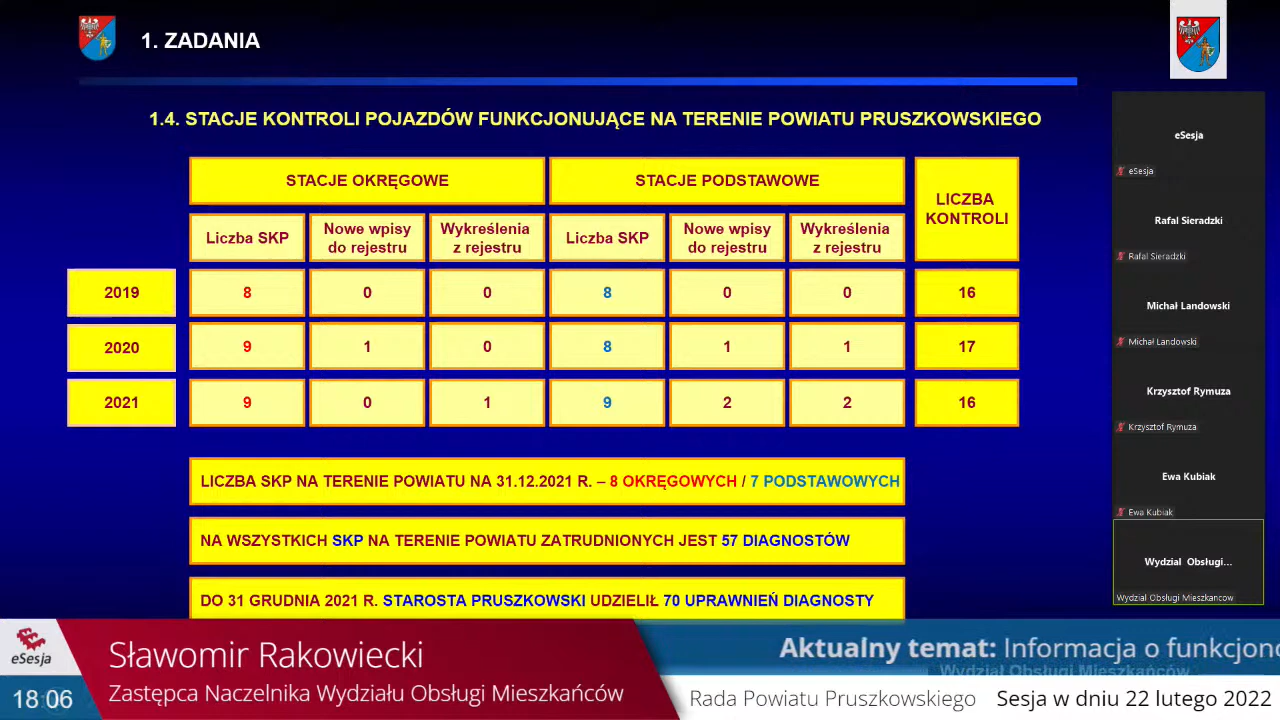 1. ZADANIA
1.4. STACJE KONTROLI POJAZDÓW FUNKCJONUJĄCE NA TERENIE POWIATU PRUSZKOWSKIEGO
STACJE OKRĘGOWE STACJE PODSTAWOWE LICZBA KONTROLI
Liczba SKP Nowe wpisy do rejestru Wykreślenia z rejestru Liczba SKP Nowe wpisy do rejestru Wykreślenia z rejestru
2019 8 0 0 8 0 0 16
2020 9 1 0 8 1 1 17
2021 9 0 1 9 2 2 16
LICZBA SKP NA TERENIE POWIATU NA 31.12.2021 R. – 8 OKRĘGOWYCH / 7 PODSTAWOWYCH
NA WSZYSTKICH SKP NA TERENIE POWIATU ZATRUDNIONYCH JEST 57 DIAGNOSTÓW
DO 31 GRUDNIA 2021 R. STAROSTA PRUSZKOWSKI UDZIELIŁ 70 UPRAWNIEŃ DIAGNOSTY
eSesja
eSesja
Rafal Sieradzki
Rafal Sieradzki
Michał Landowski
Michał Landowski
Krzysztof Rymuza
Krzysztof Rymuza
Ewa Kubiak
Ewa Kubiak
Wydzial Obsługi...
Wydzial Obsługi Mieszkancow
eSesja
18:06
Sławomir Rakowiecki
Zastępca Naczelnika Wydziału Obsługi Mieszkańców
Aktualny temat: Informacja o funkcjono
Wydział Obsługi Mieszkańców
Rada Powiatu Pruszkowskiego Sesja w dniu 22 lutego 2022